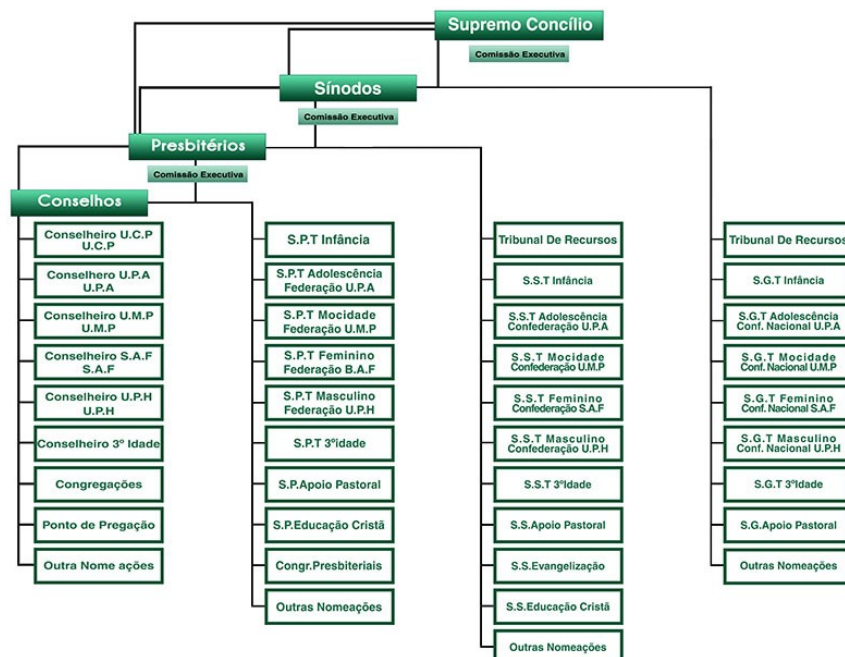 Supremo Concílio
Comissão Executiva
Sínodos
Comissão Executiva
Presbitérios
Comissão Executiva
Conselhos
Conselheiro U.C.P
U.C.P
Conselhero U.P.A
U.P.A
Conselheiro U.M.P
U.M.P
Conselheiro S.A.F
S.A.F
Conselheiro U.P.H
U.P.H
Conselheiro 3º Idade
Congregações
Ponto de Pregação
Outra Nome ações
S.P.T Infância
S.P.T Adolescência
Federação U.P.A
S.P.T Mocidade
Federação U.M.P
S.P.T Feminino
Federação B.A.F
S.P.T Masculino
Federação U.P.H
S.P.T 3ºidade
S.P.Apoio Pastoral
S.P.Educação Cristã
Congr.Presbiteriais
Outras Nomeações
Tribunal De Recursos
S.S.T Infância
S.S.T Adolescência
Confederação U.P.A
S.S.T Mocidade
Confederação U.M.P
S.S.T Feminino
Confederação S.A.F
S.S.T Masculino
Confederação U.P.H
S.S.T 3ºIdade
S.S.Apoio Pastoral
S.S.Evangelização
S.S.Educação Cristã
Outras Nomeações
Tribunal De Recursos
S.G.T Infância
S.G.T Adolescência
Conf. Nacional U.P.A
S.G.T Mocidade
Conf. Nacional U.M.P
S.G.T Feminino
Conf. Nacional S.A.F
S.G.T Masculino
Conf. Nacional U.P.H
S.G.T 3ºIdade
S.G.Apoio Pastoral
Outras Nomeações